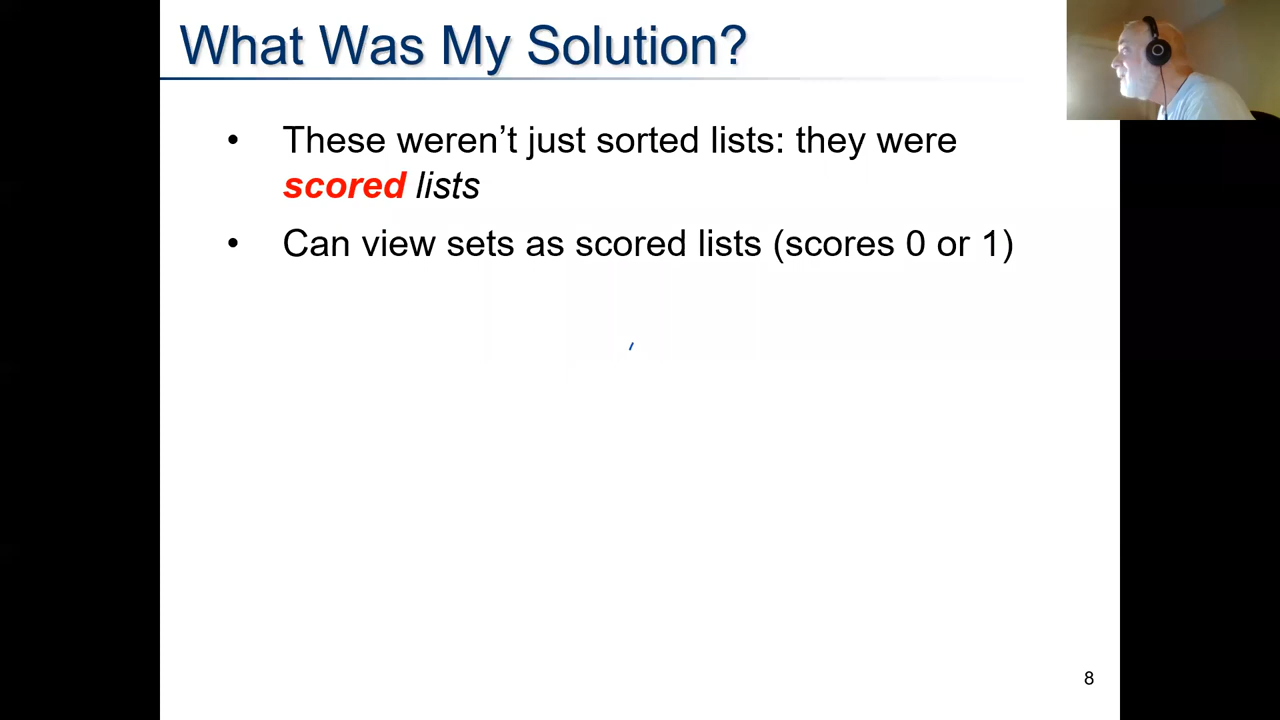 What Was My Solution?
• These weren’t just sorted lists: they were
scored lists
• Can view sets as scored lists (scores 0 or 1)
8